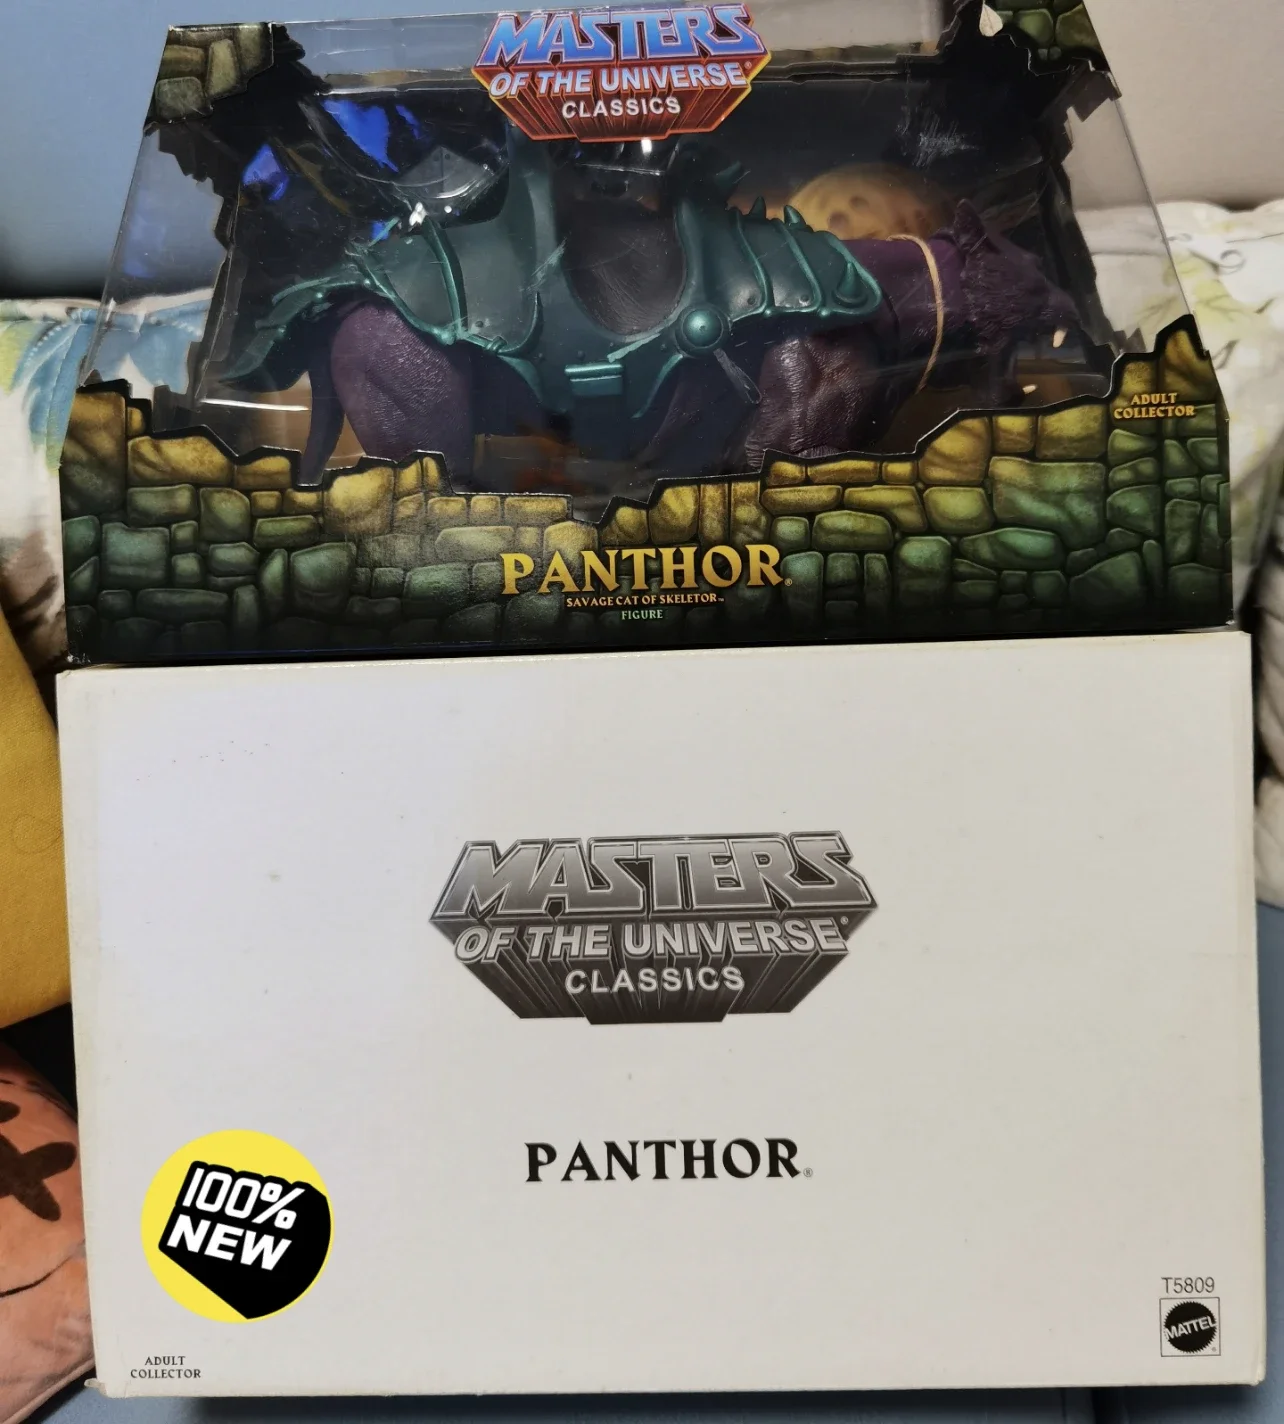 MASTERS
OF THE UNIVERSE®
CLASSICS
ADULT
COLLECTOR
PANTHOR®
SAVAGE CAT OF SKELETOR™
FIGURE
MASTERS
OF THE UNIVERSE®
CLASSICS
PANTHOR®
100%
NEW
T5809
MATTEL
ADULT
COLLECTOR